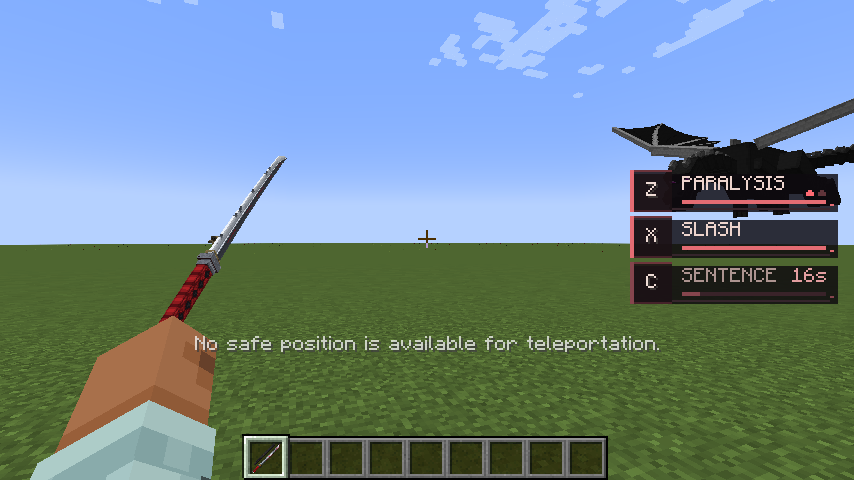 Z PARALYSIS
X SLASH
C SENTENCE 16s
No safe position is available for teleportation.